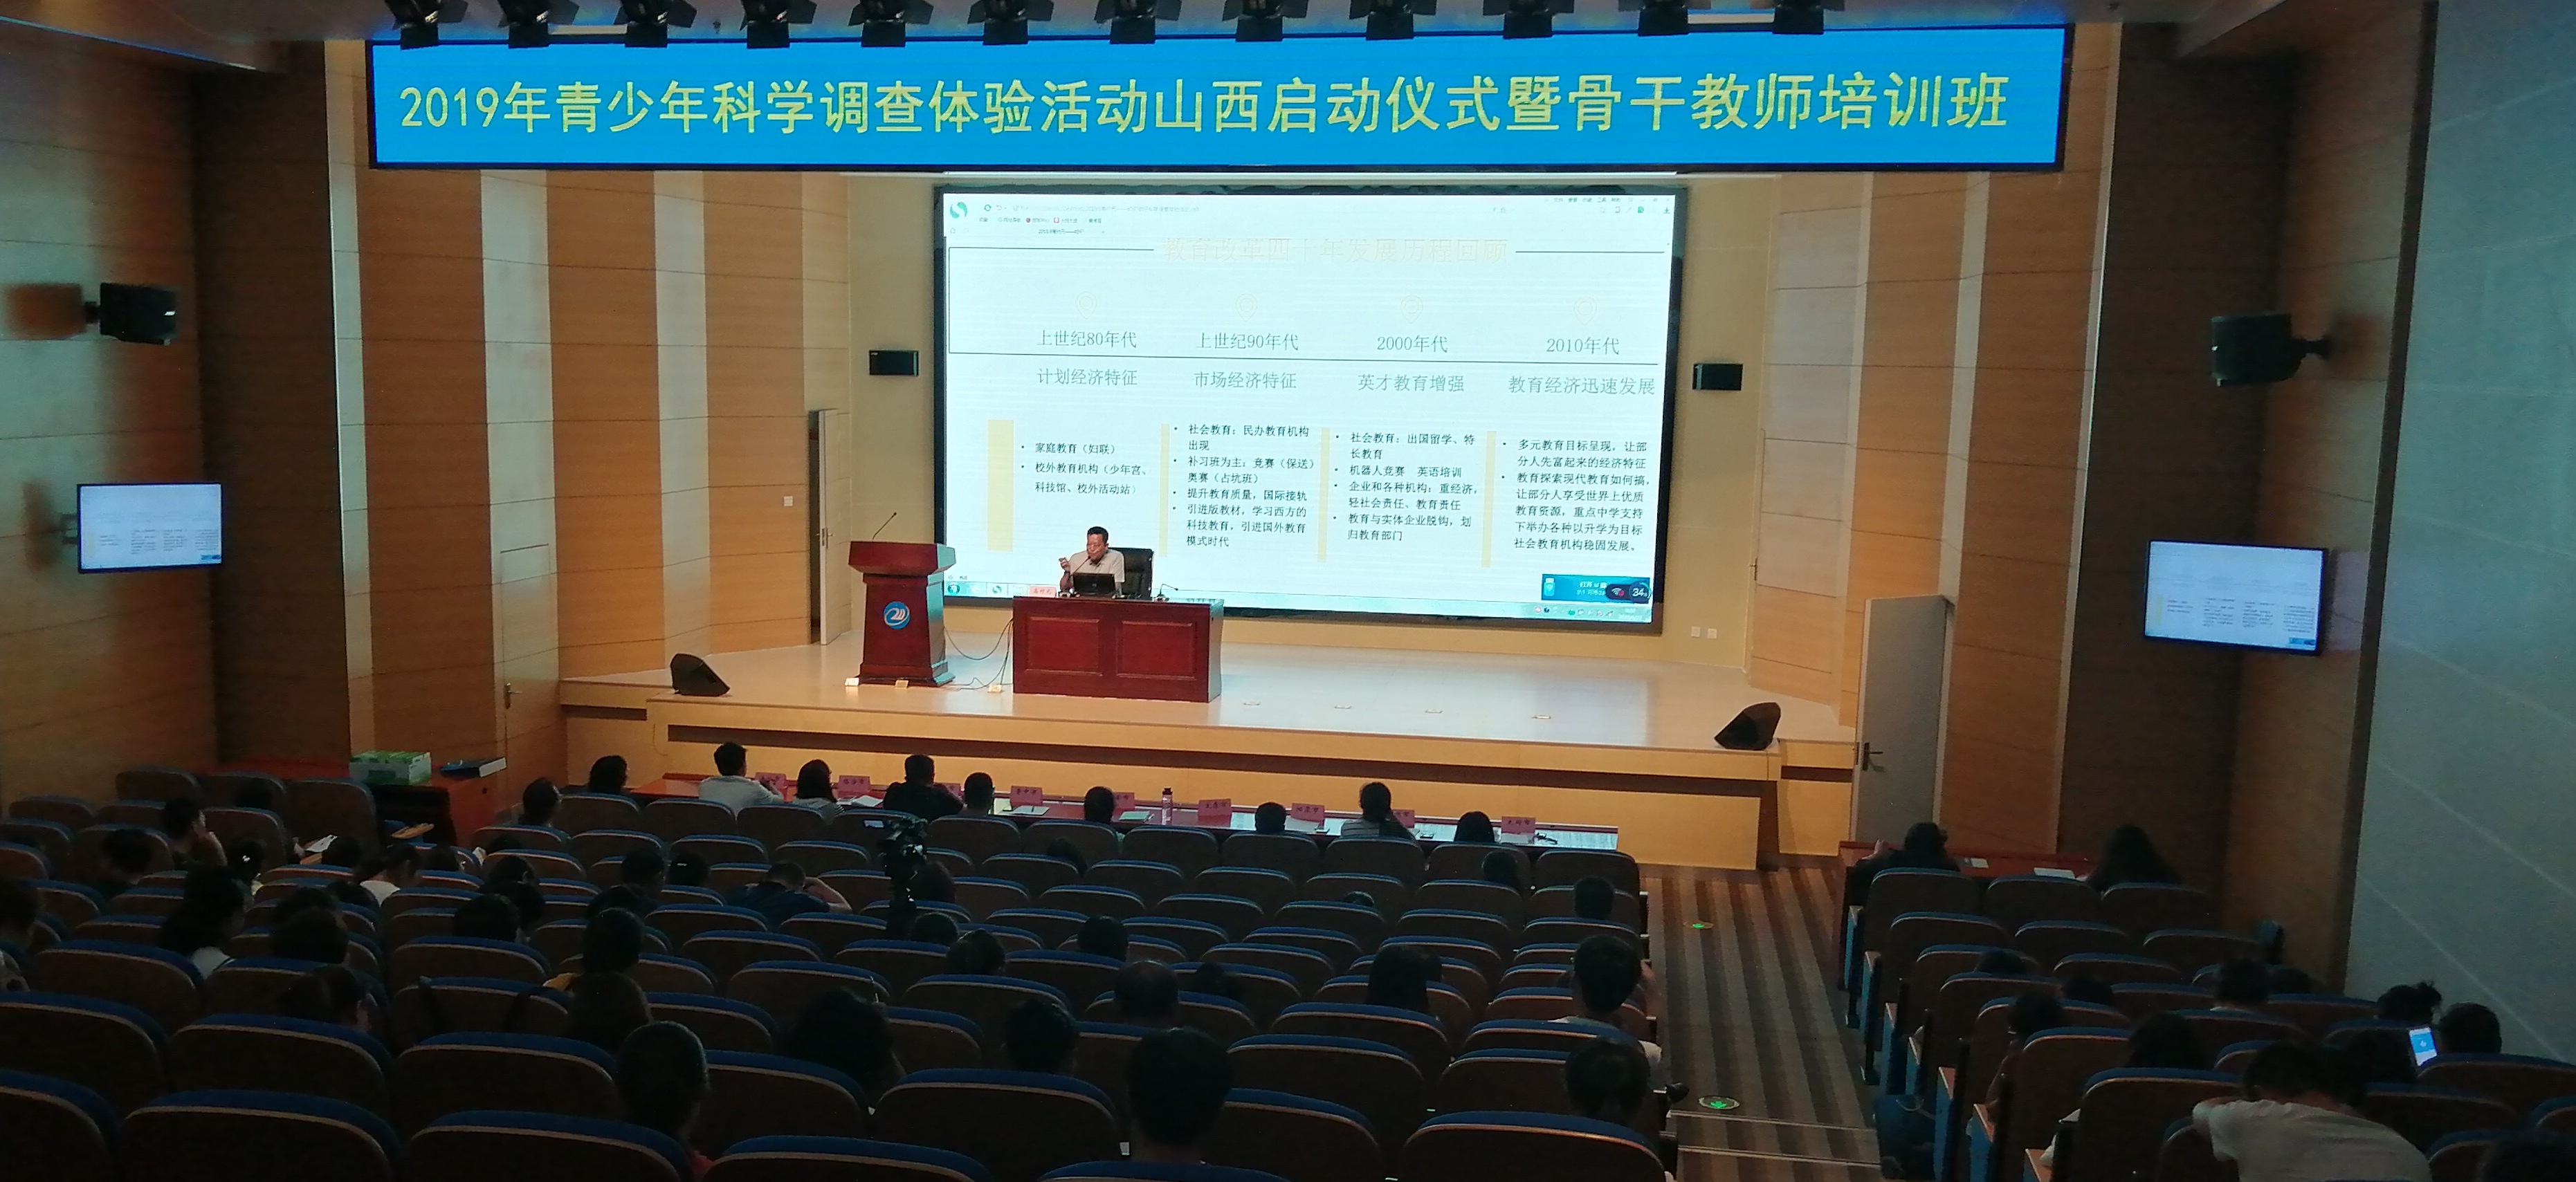 2019年青少年科学调查体验活动山西启动仪式暨骨干教师培训班
教育改革四十年发展历程回顾
上世纪80年代
上世纪90年代
2000年代
2010年代
计划经济特征
市场经济特征
英才教育增强
教育经济迅速发展
• 家庭教育（妇联）
• 校外教育机构（少年宫、
科技馆、校外活动站）
• 社会教育：民办教育机构
出现
• 补习班为主：竞赛（保送）
奥赛（占坑班）
• 提升教育质量，国际接轨
• 引进版教材，学习西方的
科技教育，引进国外教育
模式时代
• 社会教育：出国留学、特
长教育
• 机器人竞赛 英语培训
• 企业和各种机构：重经济，
轻社会责任、教育责任
• 教育与实体企业脱钩，划
归教育部门
• 多元教育目标呈现，让部
分人先富起来的经济特征
• 教育探索现代教育如何搞，
让部分人享受世界上优质
教育资源，重点中学支持
下举办各种以升学为目标
社会教育机构稳固发展。